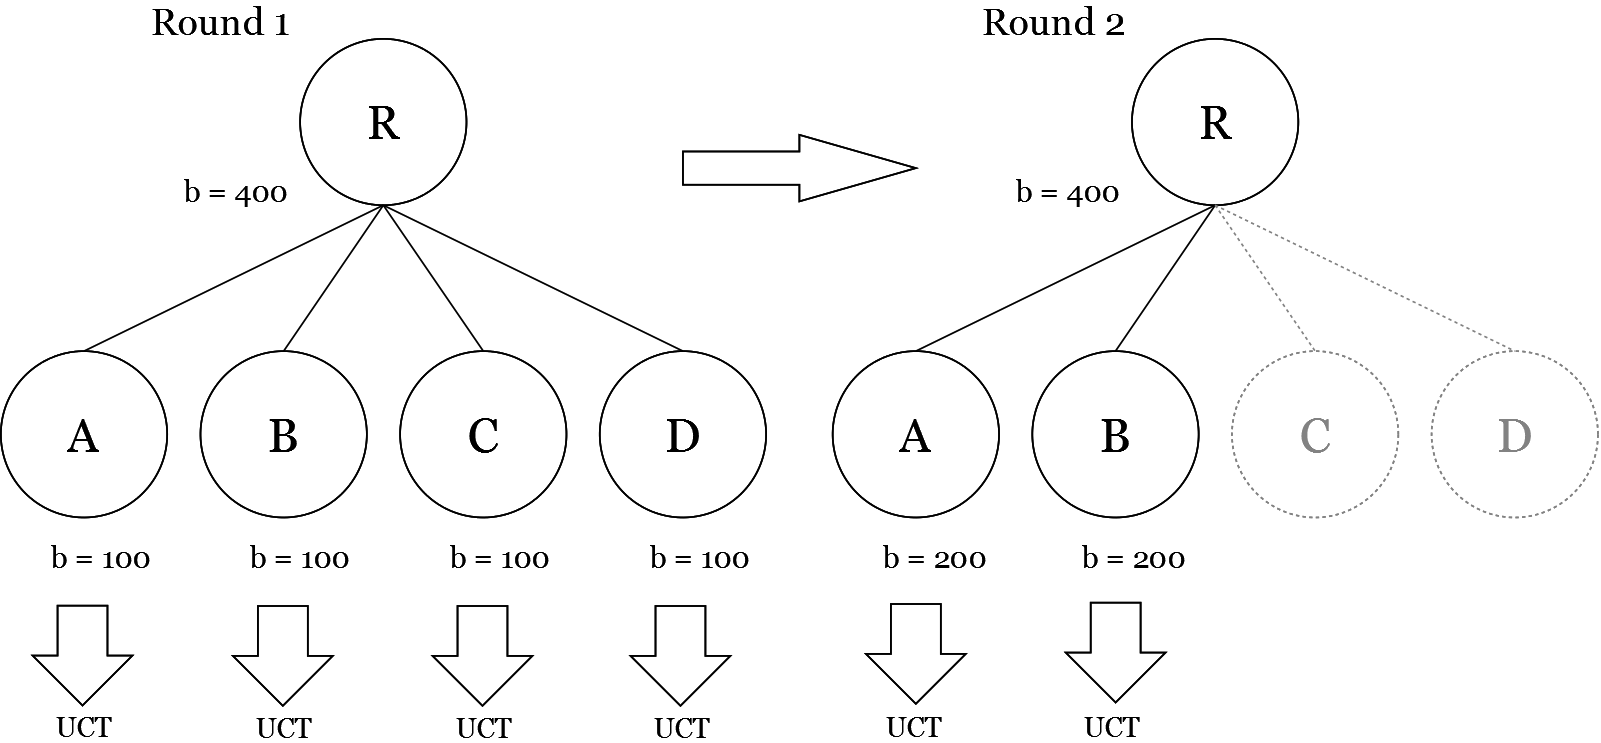 Round 1
Round 2
R
R
b = 400
b = 400
A
B
C
D
A
B
C
D
b = 100
b = 100
b = 100
b = 100
b = 200
b = 200
UCT
UCT
UCT
UCT
UCT
UCT